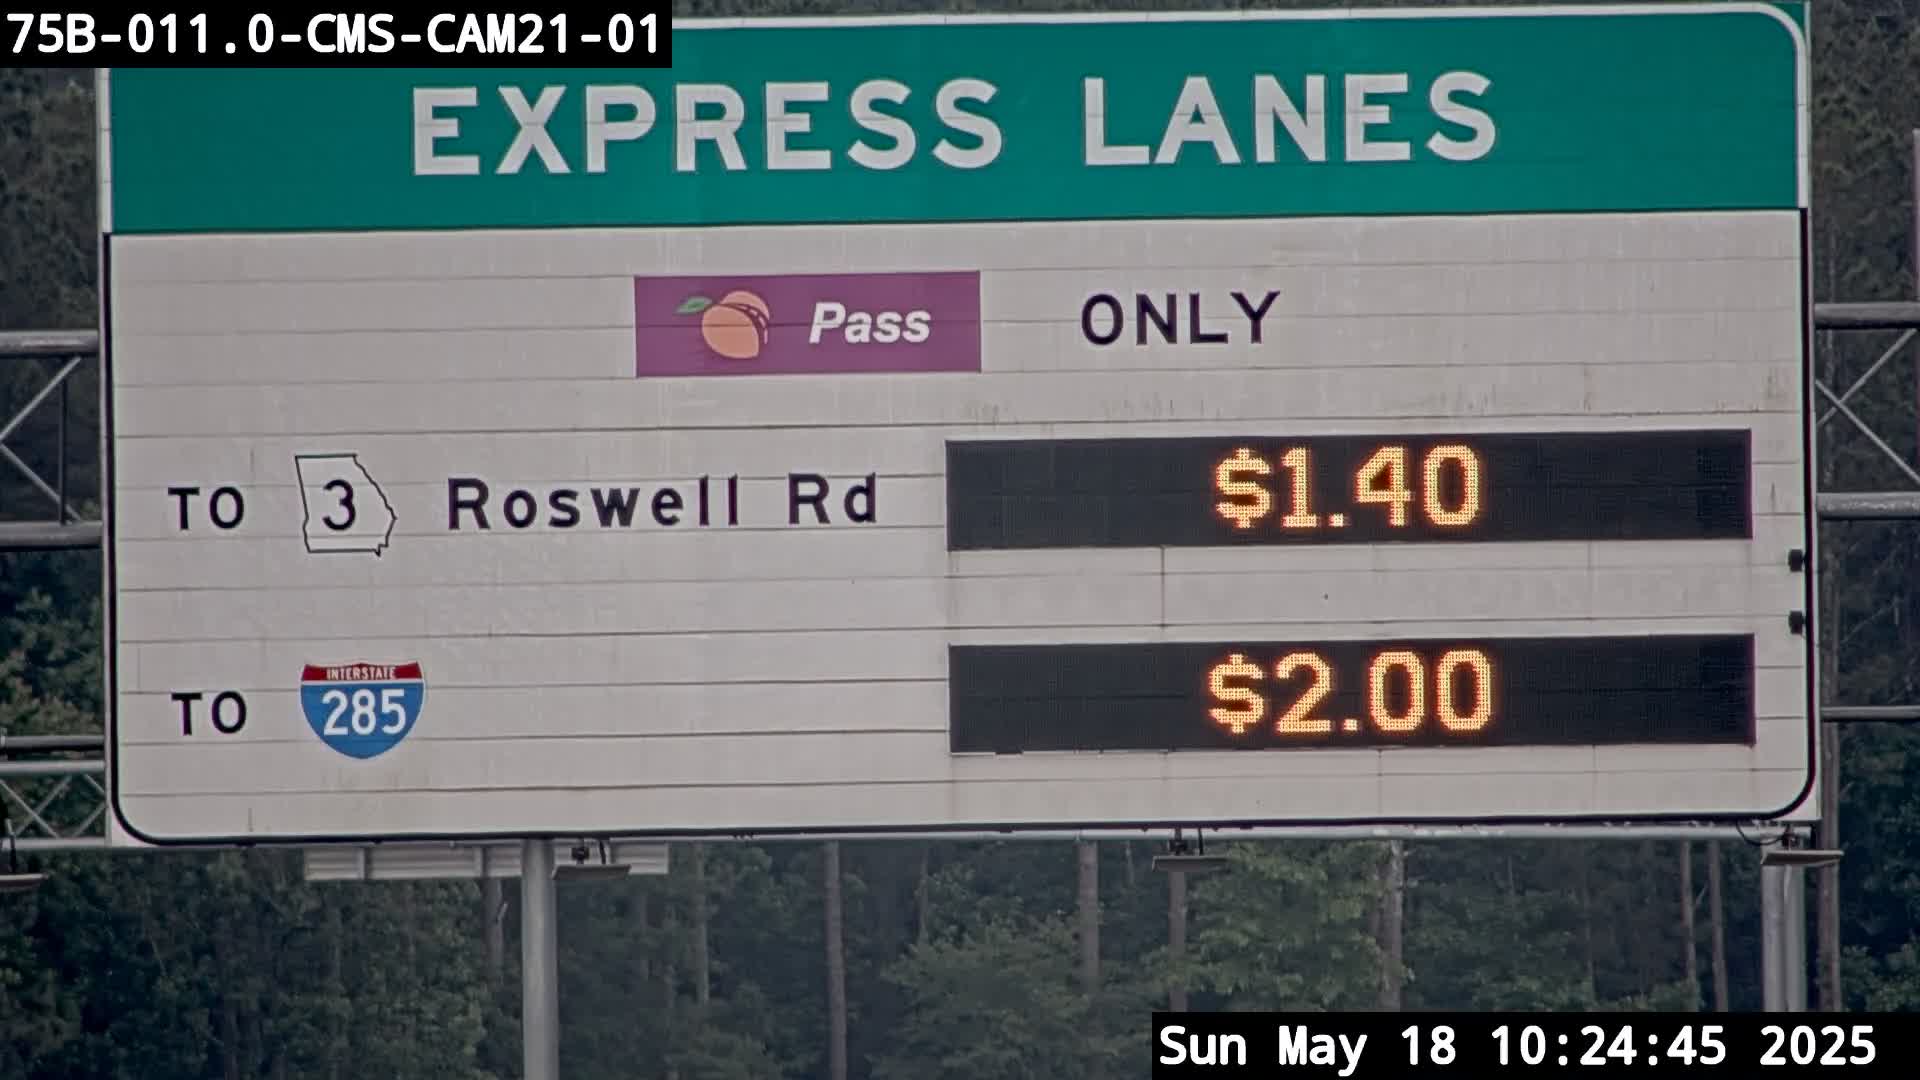 75B-011.0-CMS-CAM21-01
EXPRESS LANES
Pass ONLY
TO 3 Roswell Rd $1.40
INTERSTATE
TO 285 $2.00
Sun May 18 10:24:45 2025